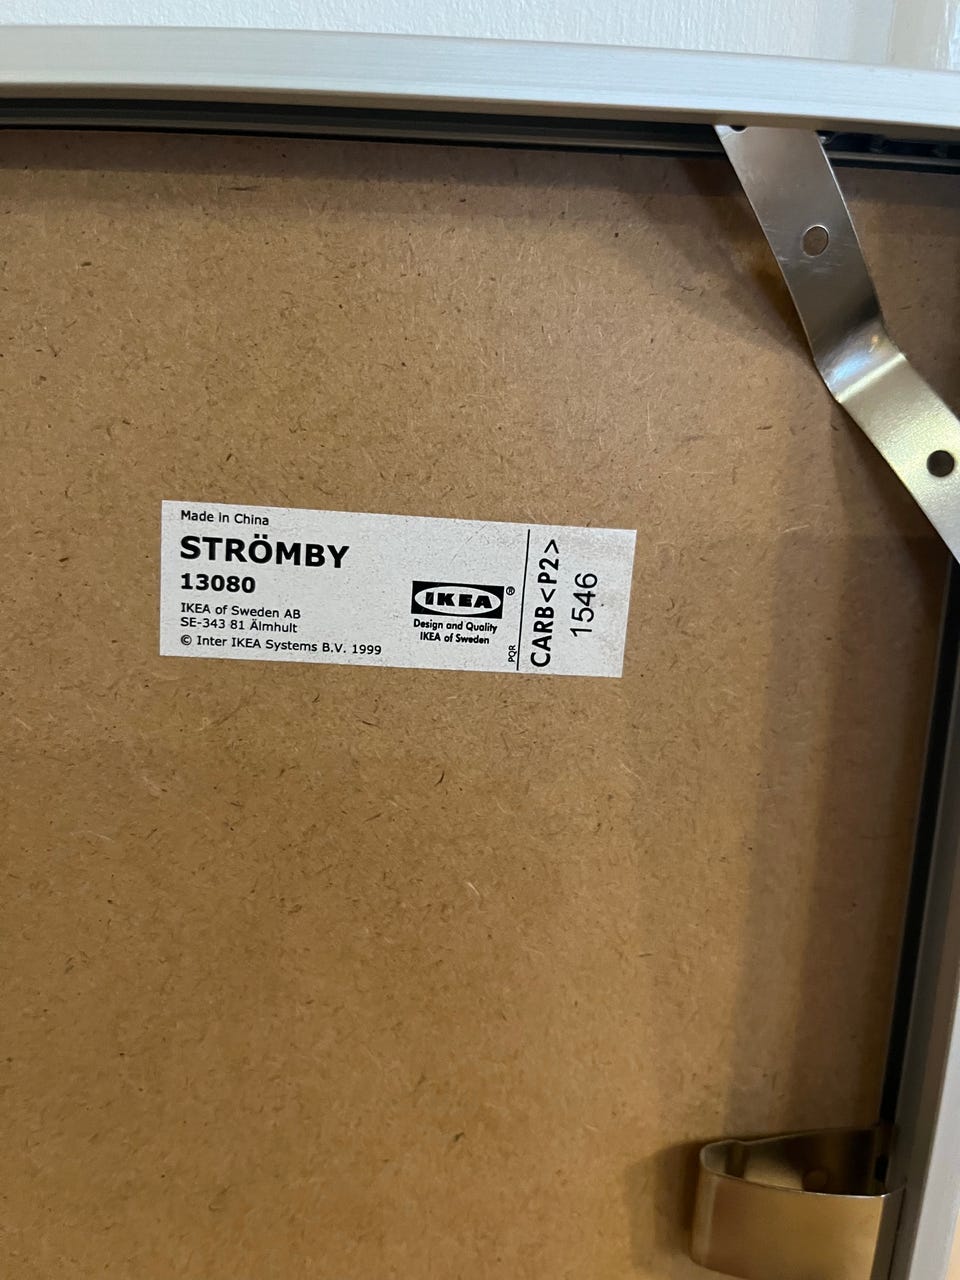 Made in China
STRÖMBY
13080
IKEA of Sweden AB
SE-343 81 Älmhult
© Inter IKEA Systems B.V. 1999
IKEA®
Design and Quality
IKEA of Sweden
PQR
CARB<P2>
1546